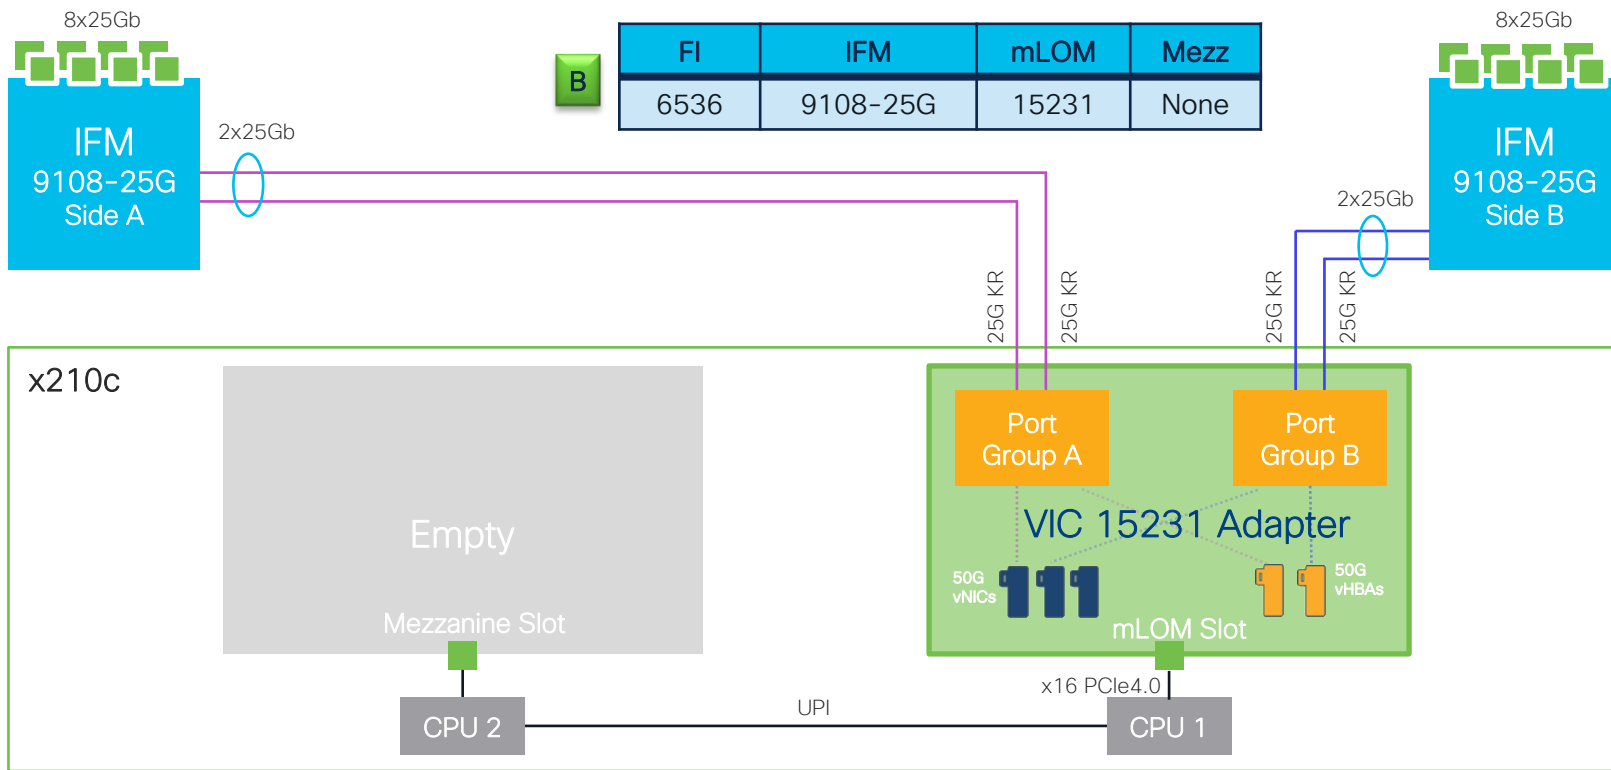 8x25Gb
8x25Gb
B
FI IFM mLOM Mezz
6536 9108-25G 15231 None
IFM
9108-25G
Side A
2x25Gb
IFM
9108-25G
Side B
2x25Gb
25G KR
25G KR
25G KR
25G KR
x210c
Port
Group A
Port
Group B
Empty
VIC 15231 Adapter
50G
vNICs
50G
vHBAs
Mezzanine Slot
mLOM Slot
x16 PCIe4.0
UPI
CPU 2
CPU 1